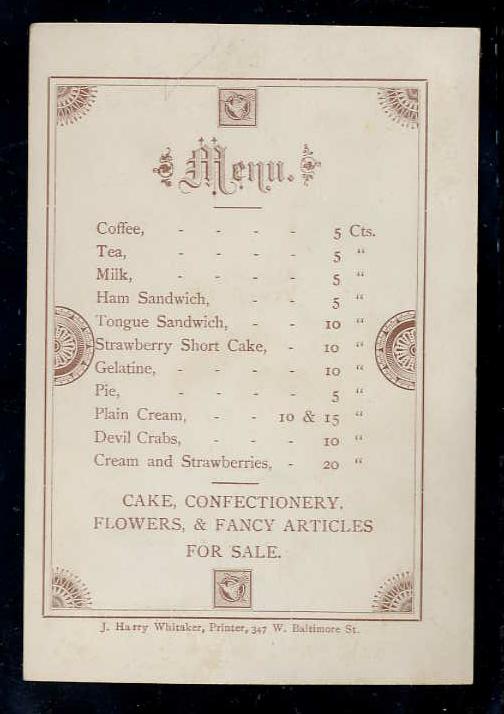 Menu.
Coffee, - - - - 5 Cts.
Tea, - - - - 5 "
Milk, - - - - 5 "
Ham Sandwich, - - 5 "
Tongue Sandwich, - - 10 "
Strawberry Short Cake, - 10 "
Gelatine, - - - - 10 "
Pie, - - - - 5 "
Plain Cream, - - 10 & 15 "
Devil Crabs, - - - 10 "
Cream and Strawberries, - 20 "
CAKE, CONFECTIONERY,
FLOWERS, & FANCY ARTICLES
FOR SALE.
J. Harry Whitaker, Printer, 347 W. Baltimore St.